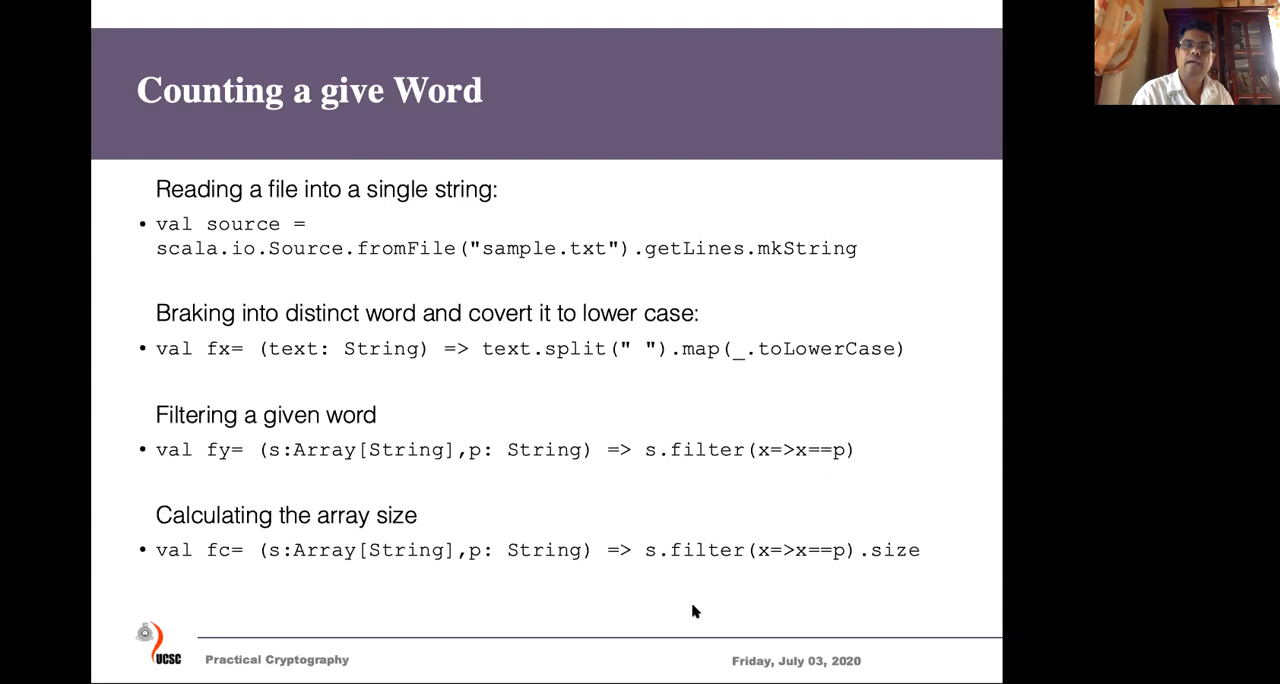 Counting a give Word
Reading a file into a single string:
• val source =
scala.io.Source.fromFile("sample.txt").getLines.mkString
Braking into distinct word and covert it to lower case:
• val fx= (text: String) => text.split(" ").map(_.toLowerCase)
Filtering a given word
• val fy= (s:Array[String],p: String) => s.filter(x=>x==p)
Calculating the array size
• val fc= (s:Array[String],p: String) => s.filter(x=>x==p).size
UCSC
Practical Cryptography
Friday, July 03, 2020